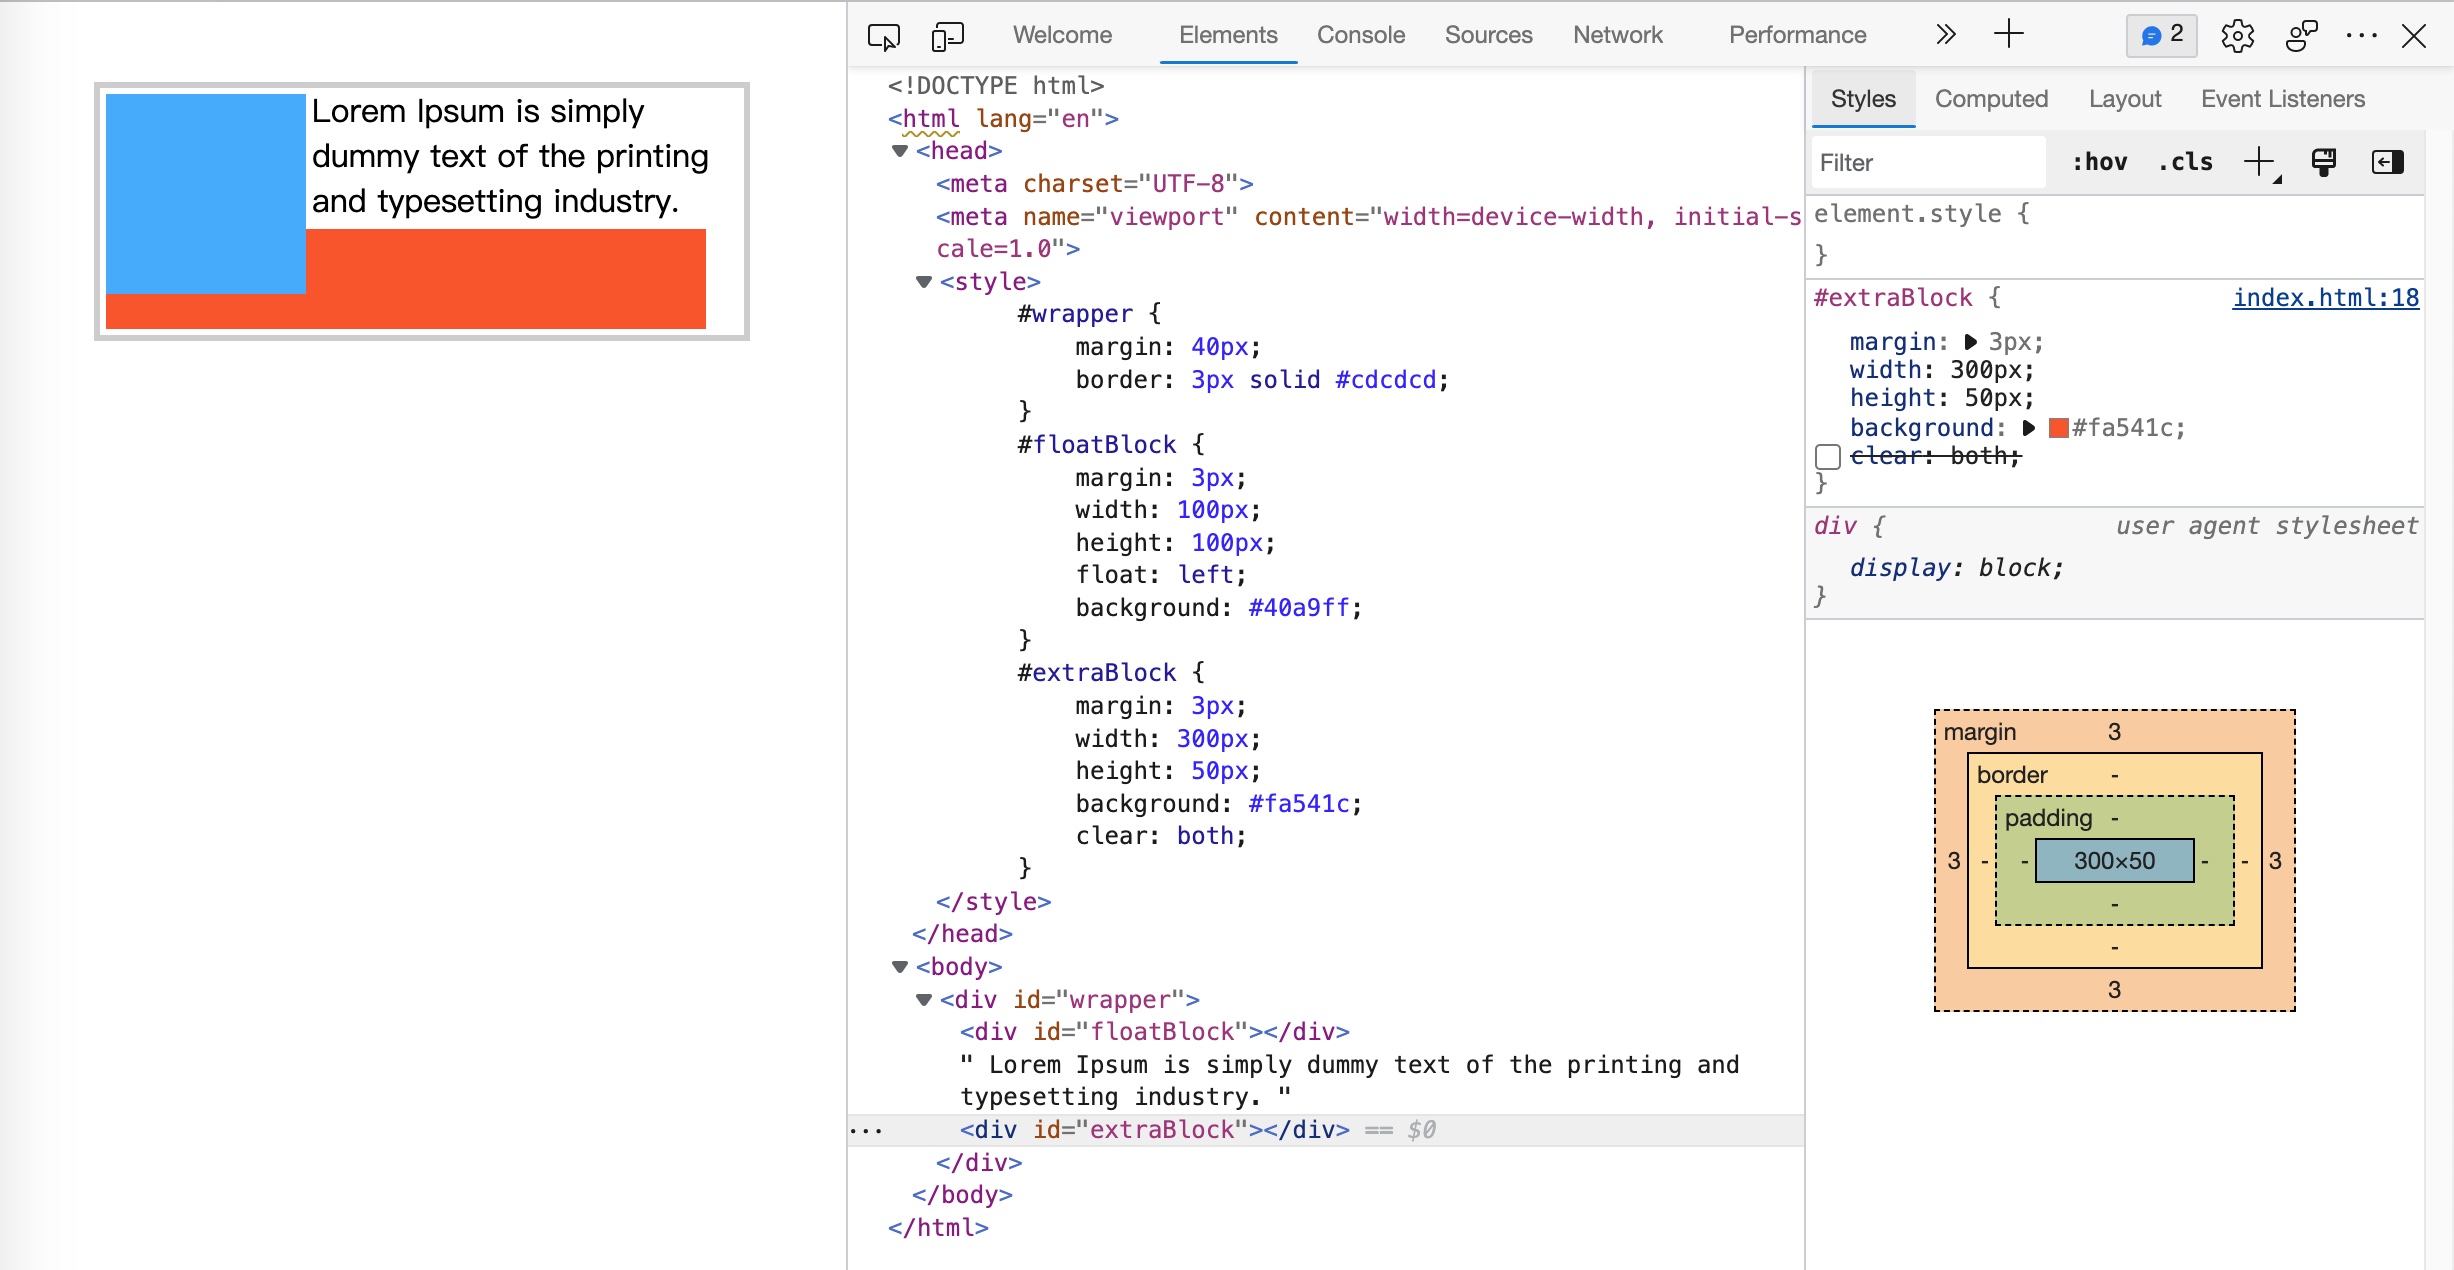 Lorem Ipsum is simply
dummy text of the printing
and typesetting industry.
Welcome Elements Console Sources Network Performance 2
<!DOCTYPE html>
<html lang="en">
<head>
<meta charset="UTF-8">
<meta name="viewport" content="width=device-width, initial-s
cale=1.0">
<style>
#wrapper {
margin: 40px;
border: 3px solid #cdcdcd;
}
#floatBlock {
margin: 3px;
width: 100px;
height: 100px;
float: left;
background: #40a9ff;
}
#extraBlock {
margin: 3px;
width: 300px;
height: 50px;
background: #fa541c;
clear: both;
}
</style>
</head>
<body>
<div id="wrapper">
<div id="floatBlock"></div>
" Lorem Ipsum is simply dummy text of the printing and
typesetting industry. "
<div id="extraBlock"></div> == $0
</div>
</body>
</html>
Styles Computed Layout Event Listeners
Filter :hov .cls
element.style {
}
#extraBlock { index.html:18
margin: 3px;
width: 300px;
height: 50px;
background: #fa541c;
clear: both;
}
div { user agent stylesheet
display: block;
}
margin 3
border -
padding -
3 - - 300×50 - - 3
-
-
3